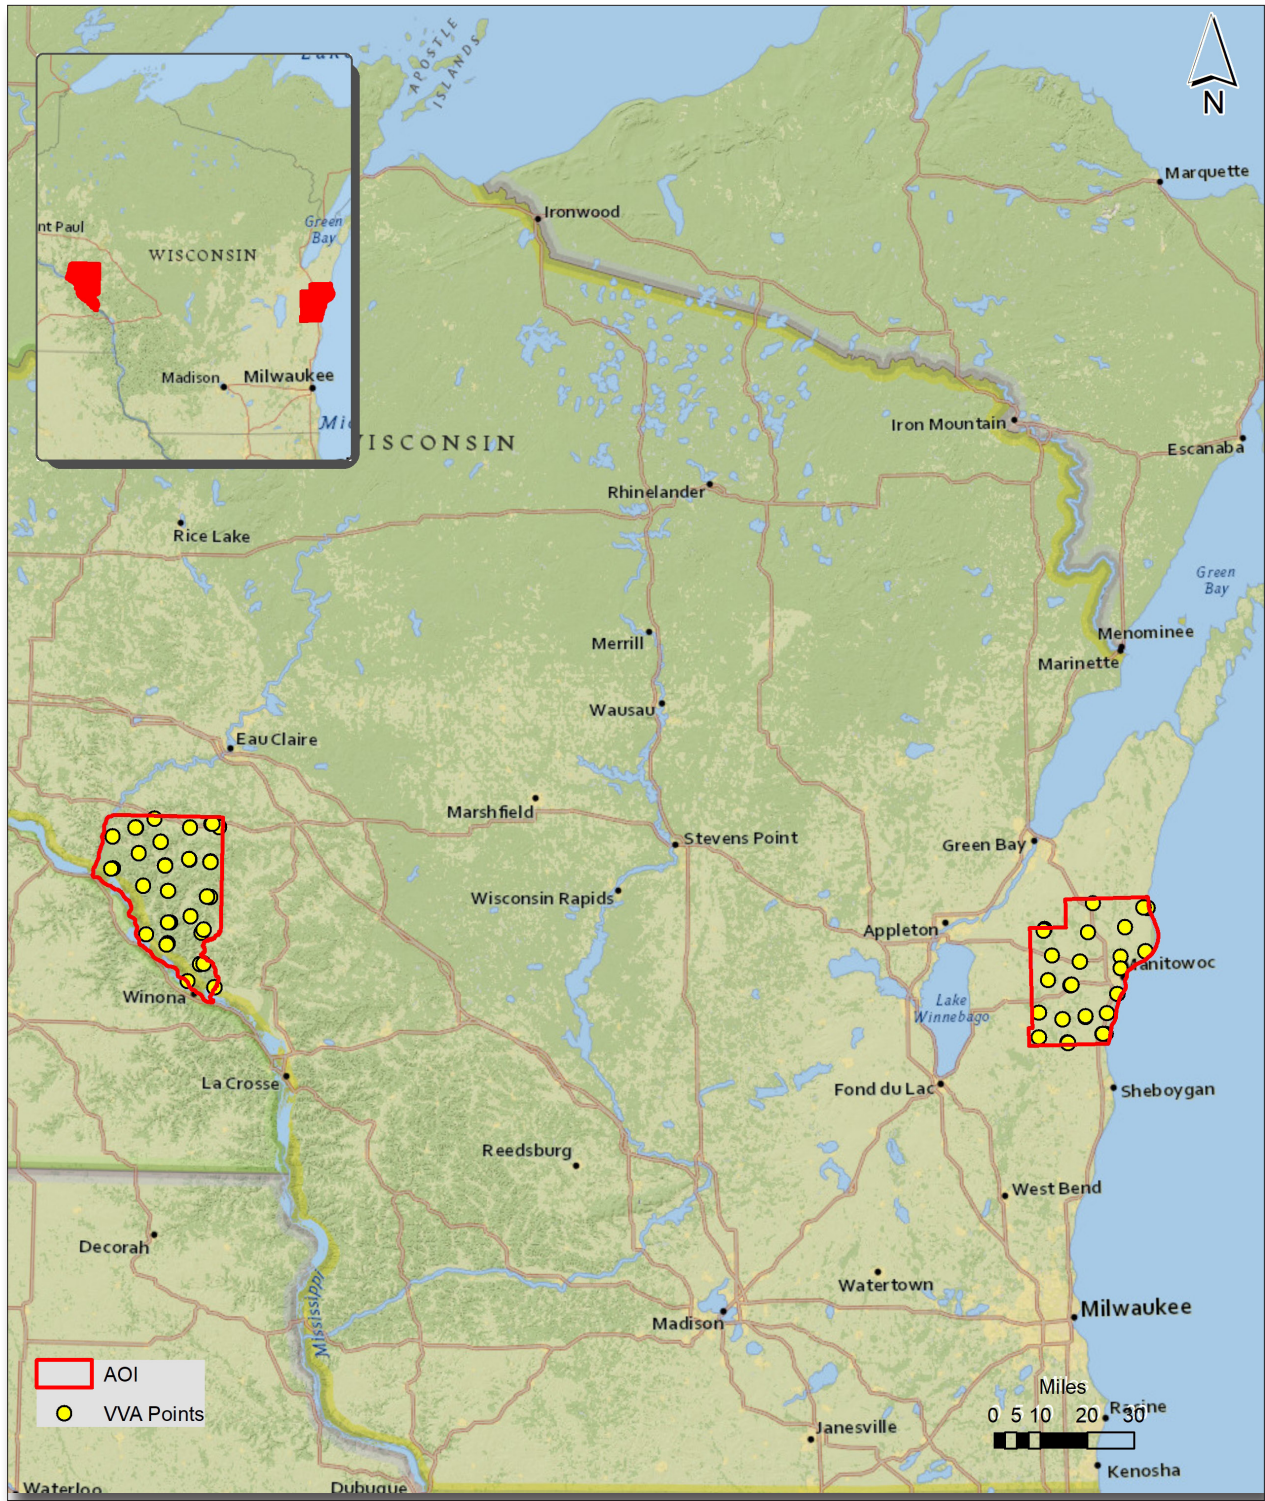 APOSTLE
ISLANDS
N
Marquette
Ironwood
nt Paul
Green
Bay
WISCONSIN
Madison
Milwaukee
WISCONSIN
Iron Mountain
Escanaba
Rhinelander
Rice Lake
Green
Bay
Menominee
Merrill
Marinette
Wausau
Eau Claire
Marshfield
Stevens Point
Green Bay
Wisconsin Rapids
Appleton
Manitowoc
Winona
Lake
Winnebago
La Crosse
Fond du Lac
Sheboygan
Reedsburg
West Bend
Decorah
Watertown
Mississippi
Milwaukee
Madison
AOI
VVA Points
Miles
0 5 10 20 30
Racine
Janesville
Kenosha
Waterloo
Dubuque